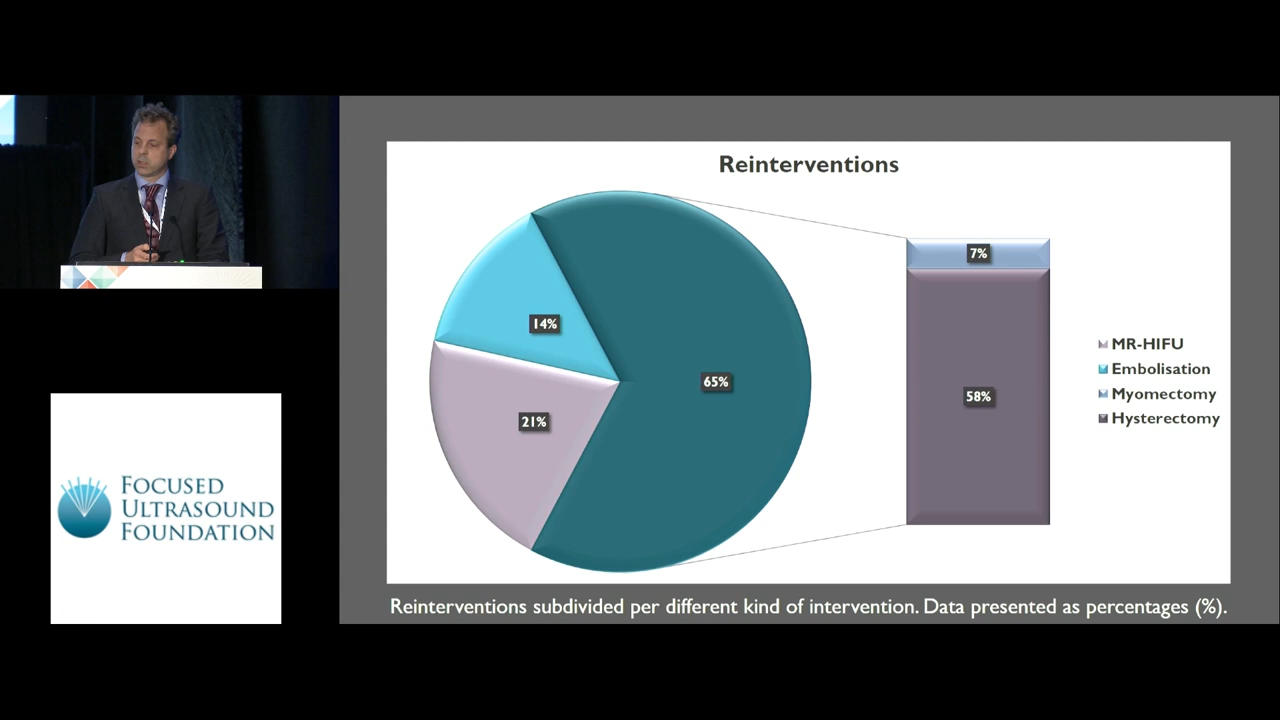 Reinterventions
14%
65%
21%
7%
58%
MR-HIFU
Embolisation
Myomectomy
Hysterectomy
Reinterventions subdivided per different kind of intervention. Data presented as percentages (%).
FOCUSED
ULTRASOUND
FOUNDATION